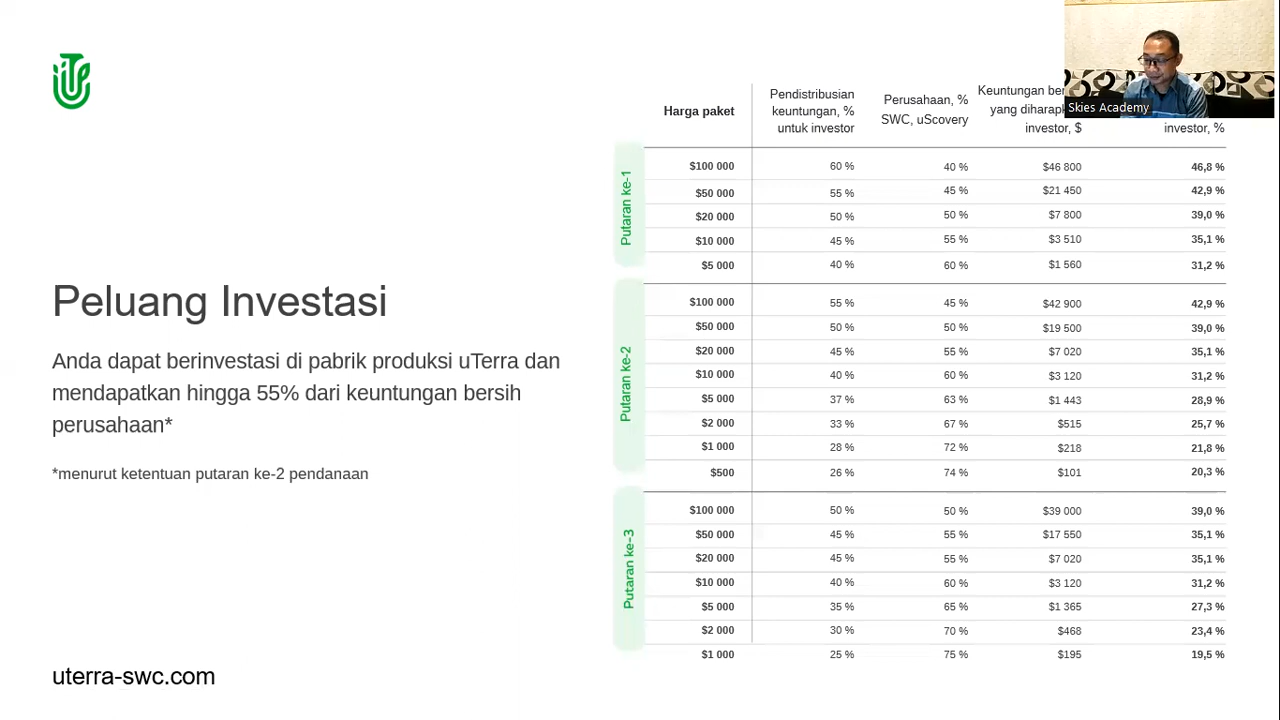 Skies Academy
Harga paket
Pendistribusian
keuntungan, %
untuk investor
Perusahaan, %
SWC, uScovery
Keuntungan
investor, $
investor, %
Putaran ke-1
$100 000 60 % 40 % $46 800 46,8 %
$50 000 55 % 45 % $21 450 42,9 %
$20 000 50 % 50 % $7 800 39,0 %
$10 000 45 % 55 % $3 510 35,1 %
$5 000 40 % 60 % $1 560 31,2 %
Putaran ke-2
$100 000 55 % 45 % $42 900 42,9 %
$50 000 50 % 50 % $19 500 39,0 %
$20 000 45 % 55 % $7 020 35,1 %
$10 000 40 % 60 % $3 120 31,2 %
$5 000 37 % 63 % $1 443 28,9 %
$2 000 33 % 67 % $515 25,7 %
$1 000 28 % 72 % $218 21,8 %
$500 26 % 74 % $101 20,3 %
Putaran ke-3
$100 000 50 % 50 % $39 000 39,0 %
$50 000 45 % 55 % $17 550 35,1 %
$20 000 45 % 55 % $7 020 35,1 %
$10 000 40 % 60 % $3 120 31,2 %
$5 000 35 % 65 % $1 365 27,3 %
$2 000 30 % 70 % $468 23,4 %
$1 000 25 % 75 % $195 19,5 %
Peluang Investasi
Anda dapat berinvestasi di pabrik produksi uTerra dan
mendapatkan hingga 55% dari keuntungan bersih
perusahaan*
*menurut ketentuan putaran ke-2 pendanaan
uterra-swc.com